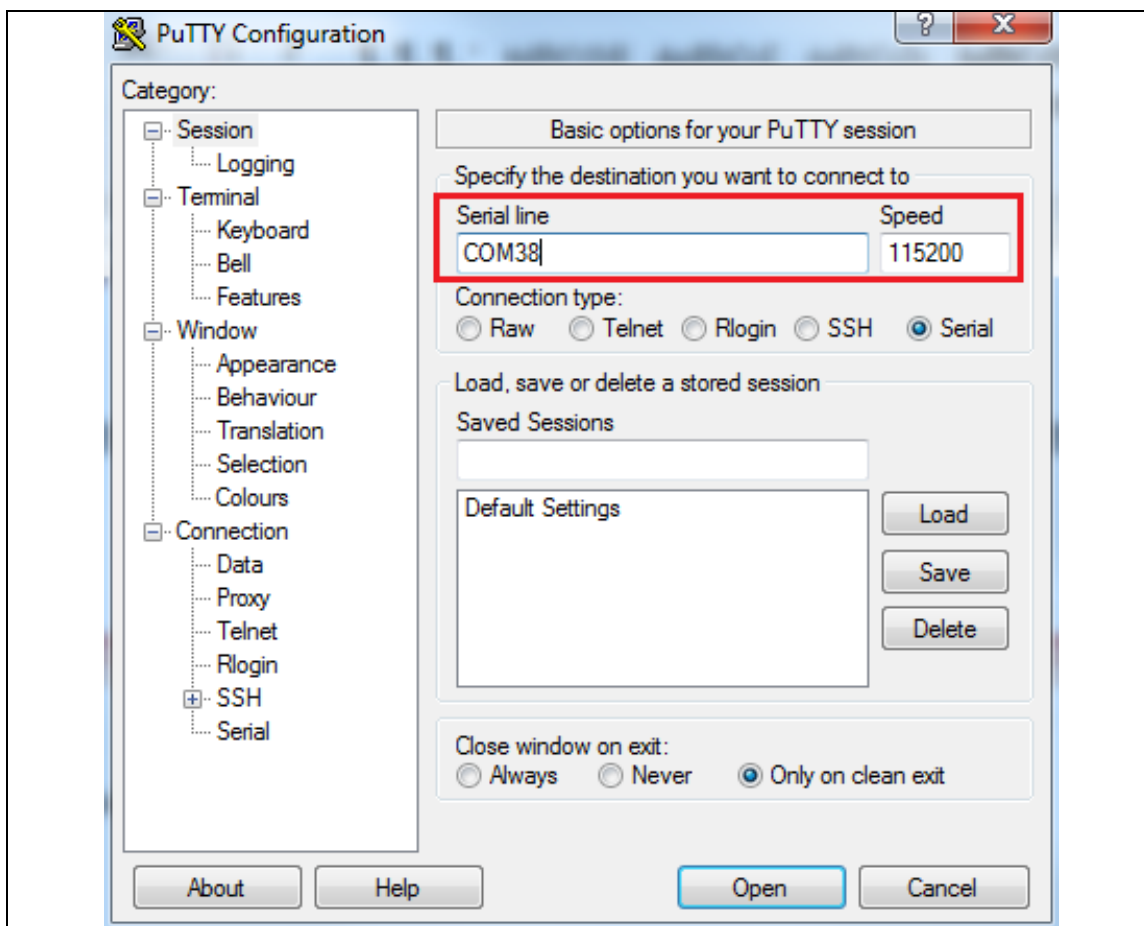 PuTTY Configuration
Category:
Session
Logging
Terminal
Keyboard
Bell
Features
Window
Appearance
Behaviour
Translation
Selection
Colours
Connection
Data
Proxy
Telnet
Rlogin
SSH
Serial
Basic options for your PuTTY session
Specify the destination you want to connect to
Serial line Speed
COM38 115200
Connection type:
Raw Telnet Rlogin SSH Serial
Load, save or delete a stored session
Saved Sessions
Default Settings
Load
Save
Delete
Close window on exit:
Always Never Only on clean exit
About Help Open Cancel